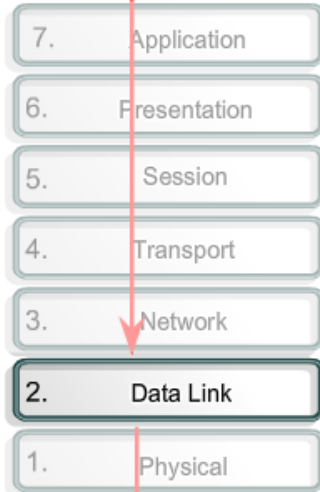 7. Application
6. Presentation
5. Session
4. Transport
3. Network
2. Data Link
1. Physical